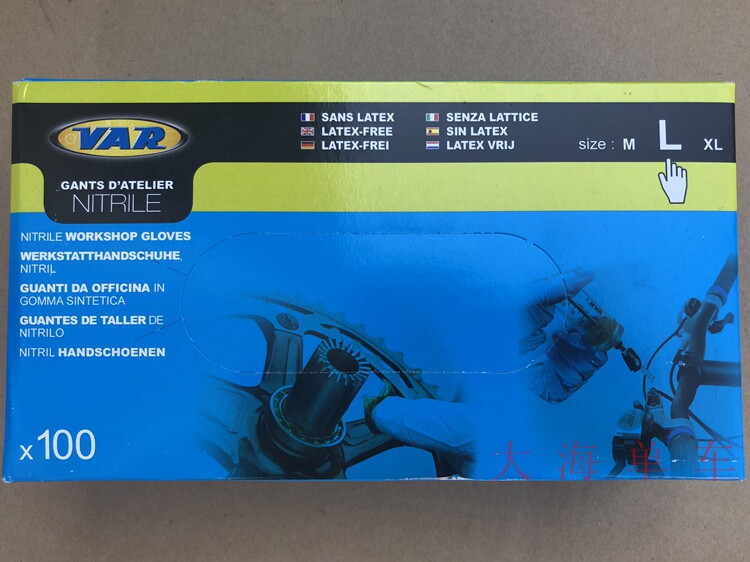 VAR
GANTS D'ATELIER
NITRILE
SANS LATEX
LATEX-FREE
LATEX-FREI
SENZA LATTICE
SIN LATEX
LATEX VRIJ
size : M L XL
NITRILE WORKSHOP GLOVES
WERKSTATTHANDSCHUHE,
NITRIL
GUANTI DA OFFICINA IN
GOMMA SINTETICA
GUANTES DE TALLER DE
NITRILO
NITRIL HANDSCHOENEN
x100
大海单车